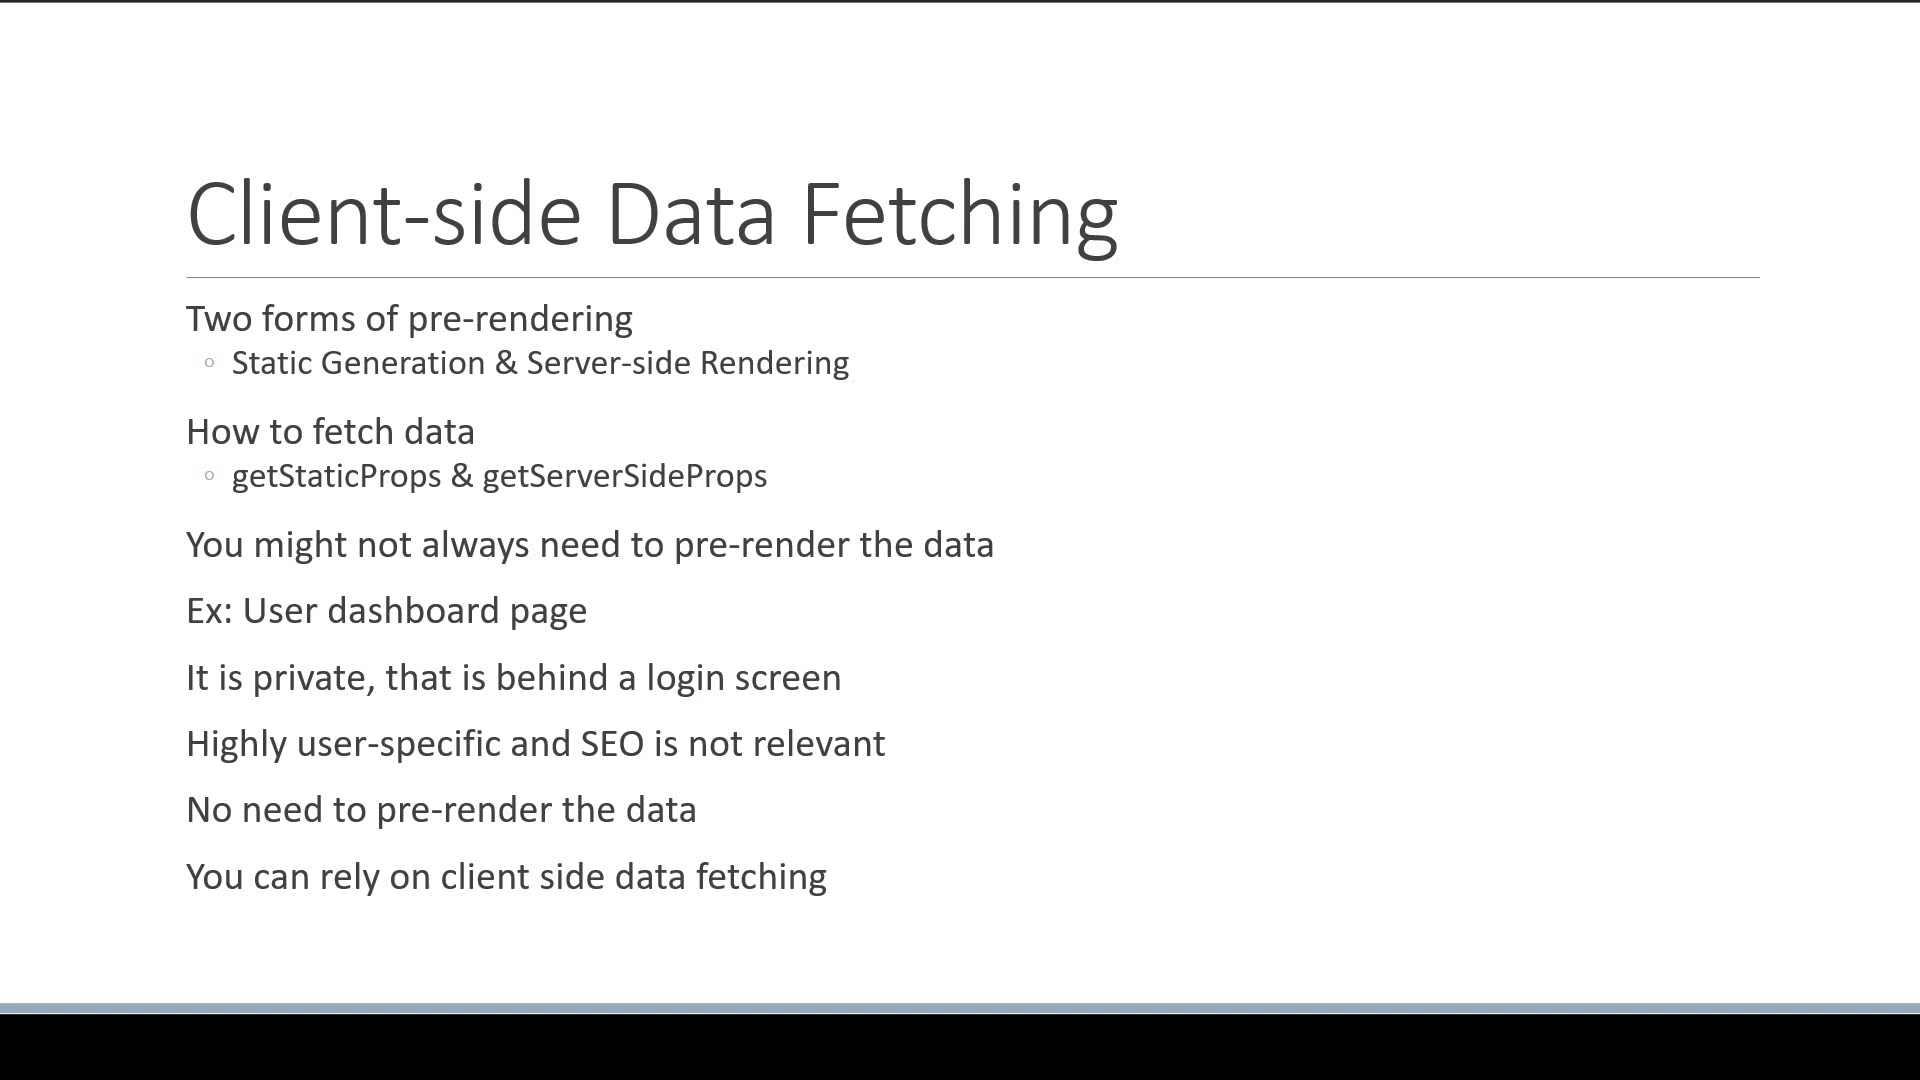 Client-side Data Fetching
Two forms of pre-rendering
◦ Static Generation & Server-side Rendering
How to fetch data
◦ getStaticProps & getServerSideProps
You might not always need to pre-render the data
Ex: User dashboard page
It is private, that is behind a login screen
Highly user-specific and SEO is not relevant
No need to pre-render the data
You can rely on client side data fetching